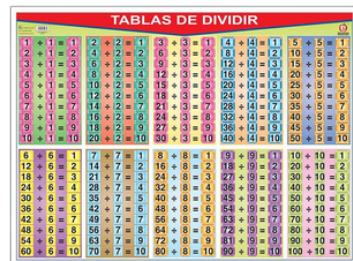 TABLAS DE DIVIDIR
1 ÷ 1 = 1 2 ÷ 2 = 1 3 ÷ 3 = 1 4 ÷ 4 = 1 5 ÷ 5 = 1
2 ÷ 1 = 2 4 ÷ 2 = 2 6 ÷ 3 = 2 8 ÷ 4 = 2 10 ÷ 5 = 2
3 ÷ 1 = 3 6 ÷ 2 = 3 9 ÷ 3 = 3 12 ÷ 4 = 3 15 ÷ 5 = 3
4 ÷ 1 = 4 8 ÷ 2 = 4 12 ÷ 3 = 4 16 ÷ 4 = 4 20 ÷ 5 = 4
5 ÷ 1 = 5 10 ÷ 2 = 5 15 ÷ 3 = 5 20 ÷ 4 = 5 25 ÷ 5 = 5
6 ÷ 1 = 6 12 ÷ 2 = 6 18 ÷ 3 = 6 24 ÷ 4 = 6 30 ÷ 5 = 6
7 ÷ 1 = 7 14 ÷ 2 = 7 21 ÷ 3 = 7 28 ÷ 4 = 7 35 ÷ 5 = 7
8 ÷ 1 = 8 16 ÷ 2 = 8 24 ÷ 3 = 8 32 ÷ 4 = 8 40 ÷ 5 = 8
9 ÷ 1 = 9 18 ÷ 2 = 9 27 ÷ 3 = 9 36 ÷ 4 = 9 45 ÷ 5 = 9
10 ÷ 1 = 10 20 ÷ 2 = 10 30 ÷ 3 = 10 40 ÷ 4 = 10 50 ÷ 5 = 10
6 ÷ 6 = 1 7 ÷ 7 = 1 8 ÷ 8 = 1 9 ÷ 9 = 1 10 ÷ 10 = 1
12 ÷ 6 = 2 14 ÷ 7 = 2 16 ÷ 8 = 2 18 ÷ 9 = 2 20 ÷ 10 = 2
18 ÷ 6 = 3 21 ÷ 7 = 3 24 ÷ 8 = 3 27 ÷ 9 = 3 30 ÷ 10 = 3
24 ÷ 6 = 4 28 ÷ 7 = 4 32 ÷ 8 = 4 36 ÷ 9 = 4 40 ÷ 10 = 4
30 ÷ 6 = 5 35 ÷ 7 = 5 40 ÷ 8 = 5 45 ÷ 9 = 5 50 ÷ 10 = 5
36 ÷ 6 = 6 42 ÷ 7 = 6 48 ÷ 8 = 6 54 ÷ 9 = 6 60 ÷ 10 = 6
42 ÷ 6 = 7 49 ÷ 7 = 7 56 ÷ 8 = 7 63 ÷ 9 = 7 70 ÷ 10 = 7
48 ÷ 6 = 8 56 ÷ 7 = 8 64 ÷ 8 = 8 72 ÷ 9 = 8 80 ÷ 10 = 8
54 ÷ 6 = 9 63 ÷ 7 = 9 72 ÷ 8 = 9 81 ÷ 9 = 9 90 ÷ 10 = 9
60 ÷ 6 = 10 70 ÷ 7 = 10 80 ÷ 8 = 10 90 ÷ 9 = 10 100 ÷ 10 = 10